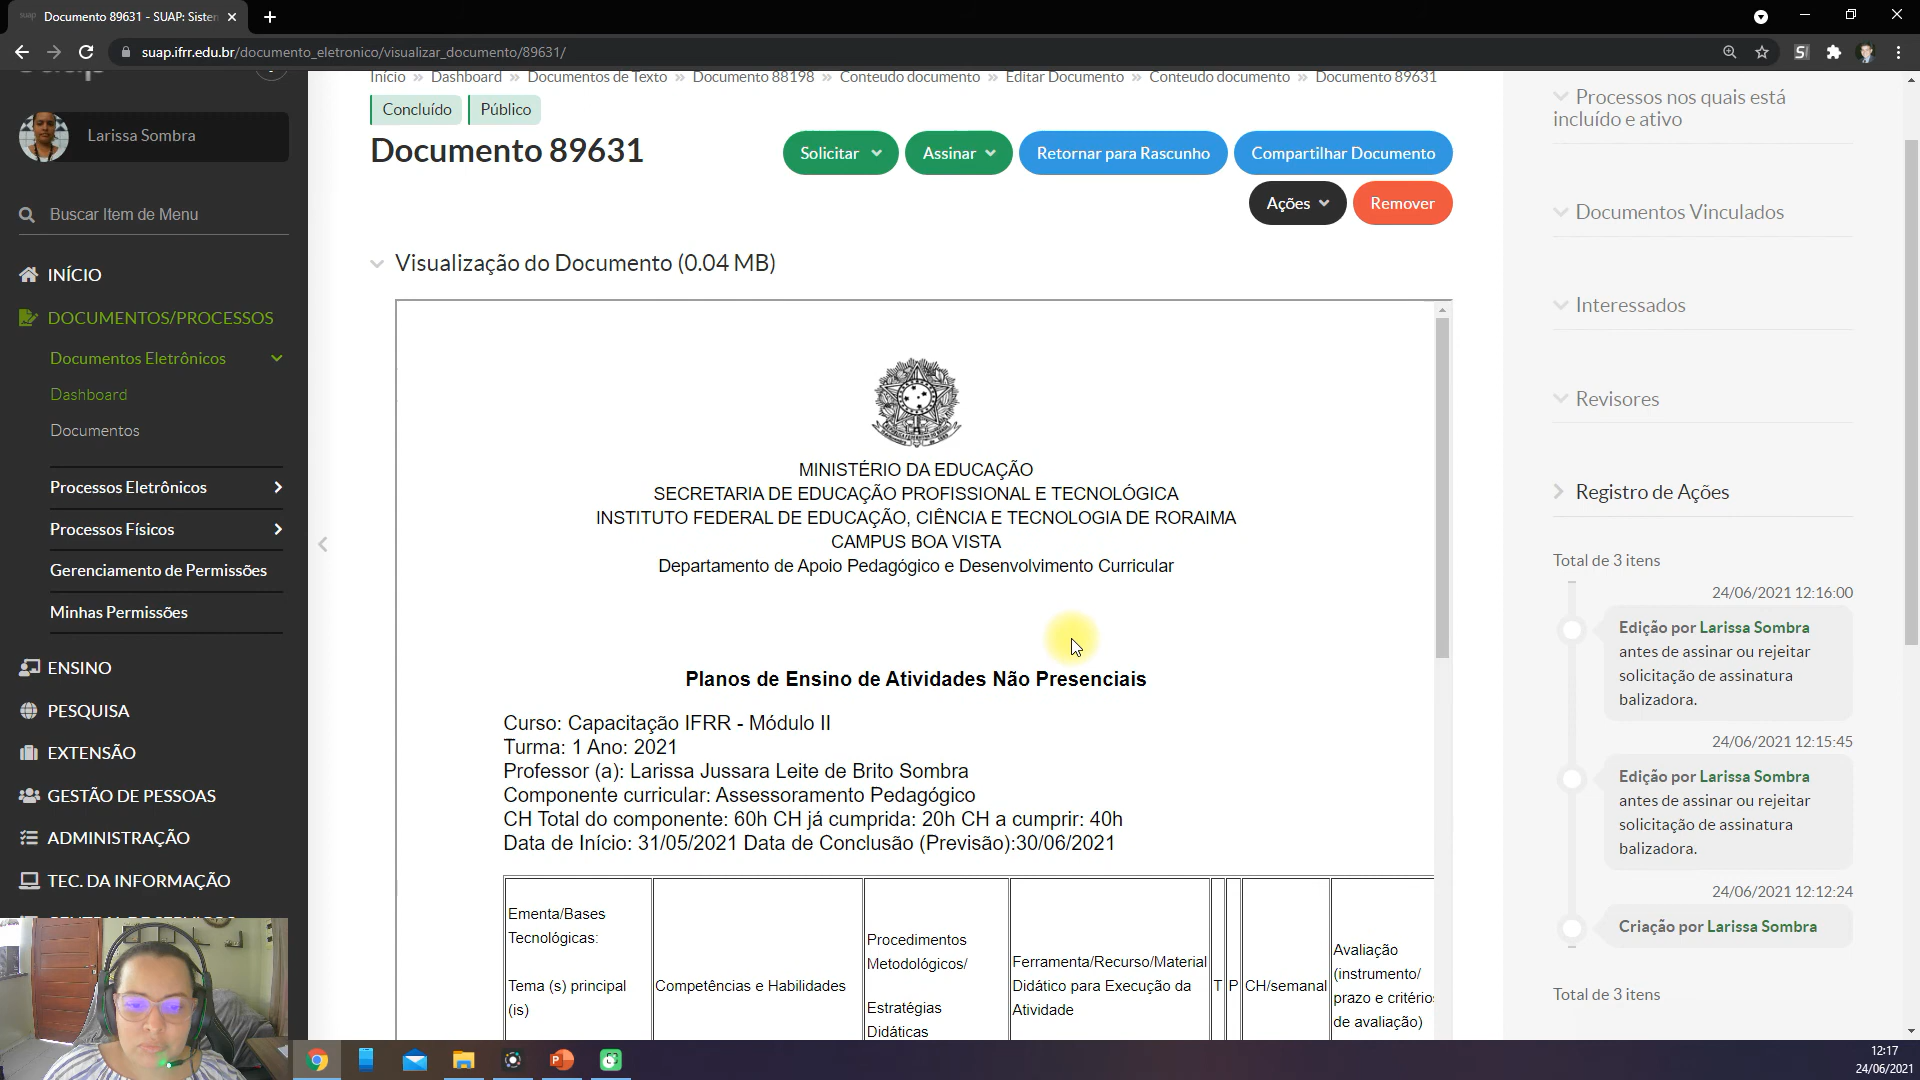 Documento 89631 - SUAP: Sister
suap.ifrr.edu.br/documento_eletronico/visualizar_documento/89631/
Larissa Sombra
Buscar Item de Menu
INÍCIO
DOCUMENTOS/PROCESSOS
Documentos Eletrônicos
Dashboard
Documentos
Processos Eletrônicos
Processos Físicos
Gerenciamento de Permissões
Minhas Permissões
ENSINO
PESQUISA
EXTENSÃO
GESTÃO DE PESSOAS
ADMINISTRAÇÃO
TEC. DA INFORMAÇÃO
Início » Dashboard » Documentos de Texto » Documento 88198 » Conteudo documento » Editar Documento » Conteudo documento » Documento 89631
Concluído Público
Documento 89631
Solicitar Assinar Retornar para Rascunho Compartilhar Documento
Ações Remover
Visualização do Documento (0.04 MB)
MINISTÉRIO DA EDUCAÇÃO
SECRETARIA DE EDUCAÇÃO PROFISSIONAL E TECNOLÓGICA
INSTITUTO FEDERAL DE EDUCAÇÃO, CIÊNCIA E TECNOLOGIA DE RORAIMA
CAMPUS BOA VISTA
Departamento de Apoio Pedagógico e Desenvolvimento Curricular
Planos de Ensino de Atividades Não Presenciais
Curso: Capacitação IFRR - Módulo II
Turma: 1 Ano: 2021
Professor (a): Larissa Jussara Leite de Brito Sombra
Componente curricular: Assessoramento Pedagógico
CH Total do componente: 60h CH já cumprida: 20h CH a cumprir: 40h
Data de Início: 31/05/2021 Data de Conclusão (Previsão):30/06/2021
Ementa/Bases
Tecnológicas:
Tema (s) principal
(is)
Competências e Habilidades
Procedimentos
Metodológicos/
Estratégias
Didáticas
Ferramenta/Recurso/Material
Didático para Execução da
Atividade
T
P
CH/semanal
Avaliação
(instrumento/
prazo e critérios
de avaliação)
Processos nos quais está
incluído e ativo
Documentos Vinculados
Interessados
Revisores
Registro de Ações
Total de 3 itens
24/06/2021 12:16:00
Edição por Larissa Sombra
antes de assinar ou rejeitar
solicitação de assinatura
balizadora.
24/06/2021 12:15:45
Edição por Larissa Sombra
antes de assinar ou rejeitar
solicitação de assinatura
balizadora.
24/06/2021 12:12:24
Criação por Larissa Sombra
Total de 3 itens
12:17
24/06/2021